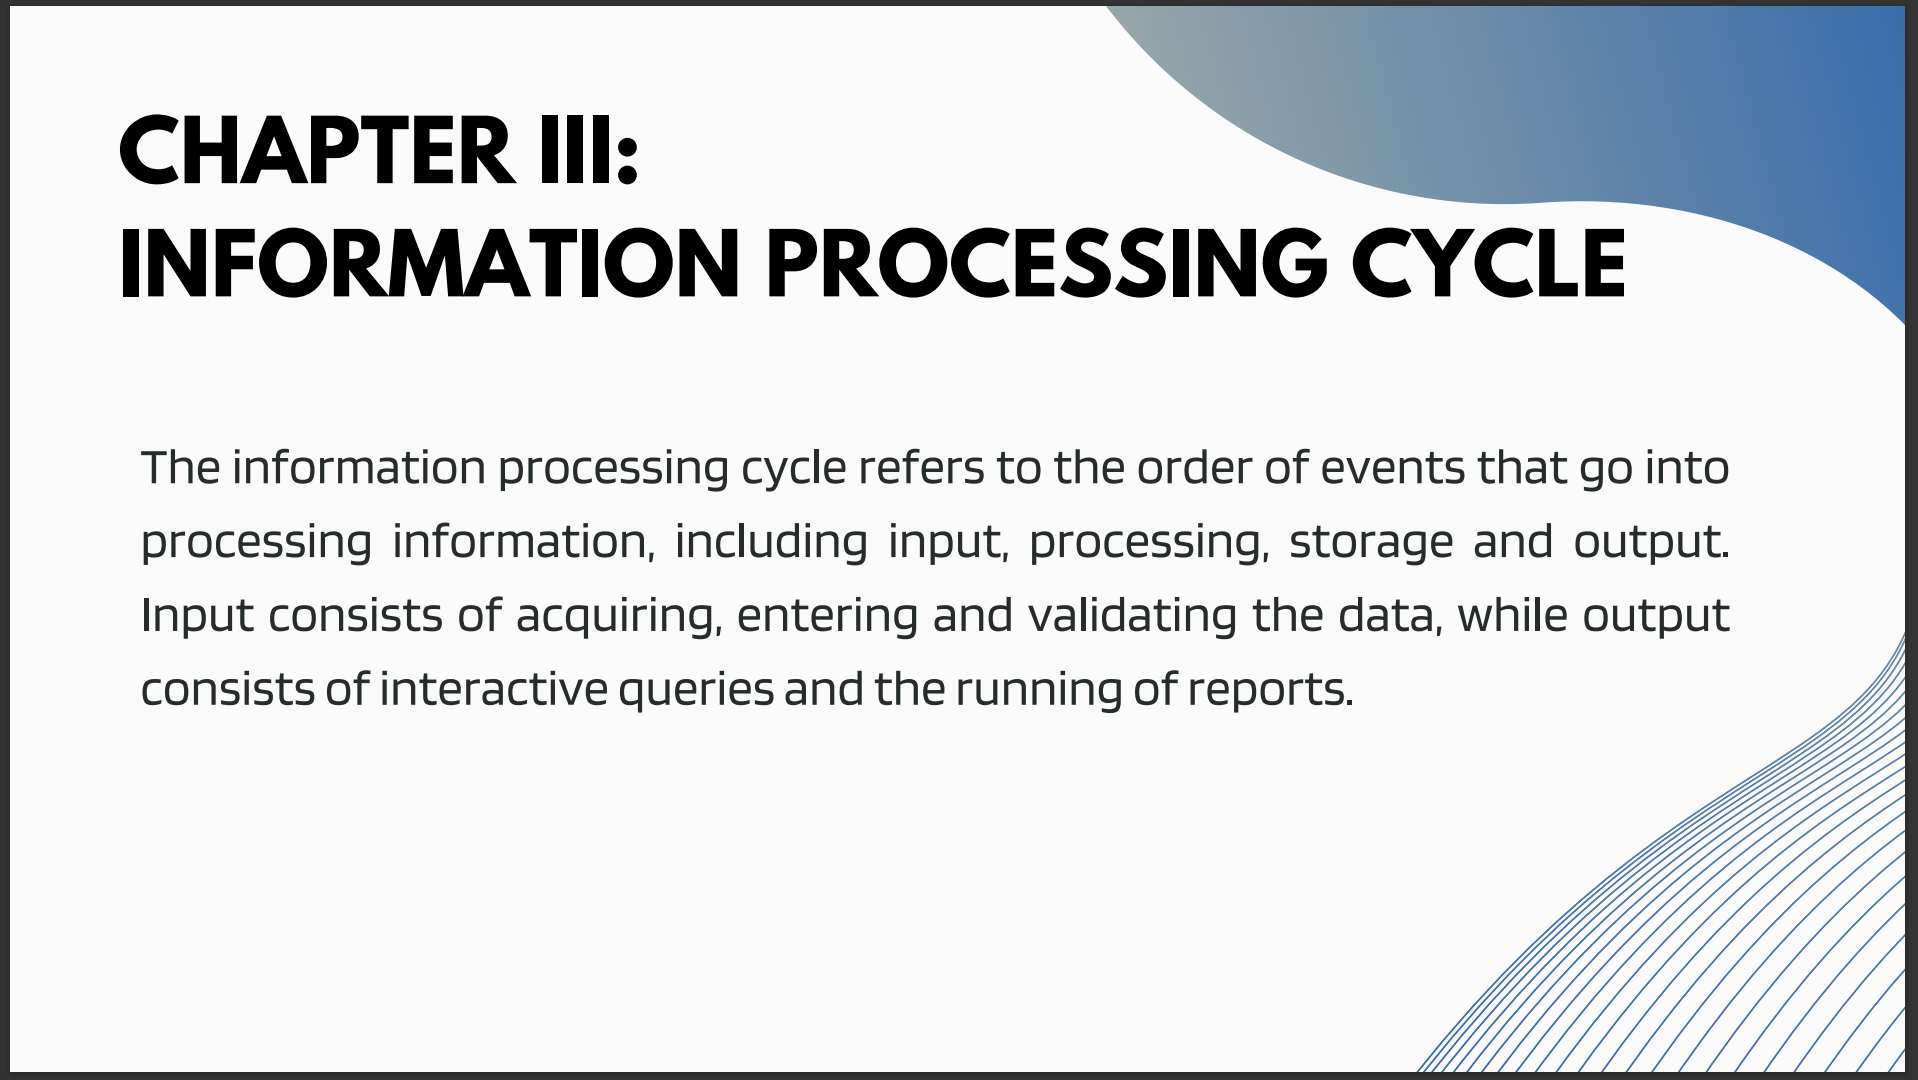 CHAPTER III:
INFORMATION PROCESSING CYCLE
The information processing cycle refers to the order of events that go into
processing information, including input, processing, storage and output.
Input consists of acquiring, entering and validating the data, while output
consists of interactive queries and the running of reports.